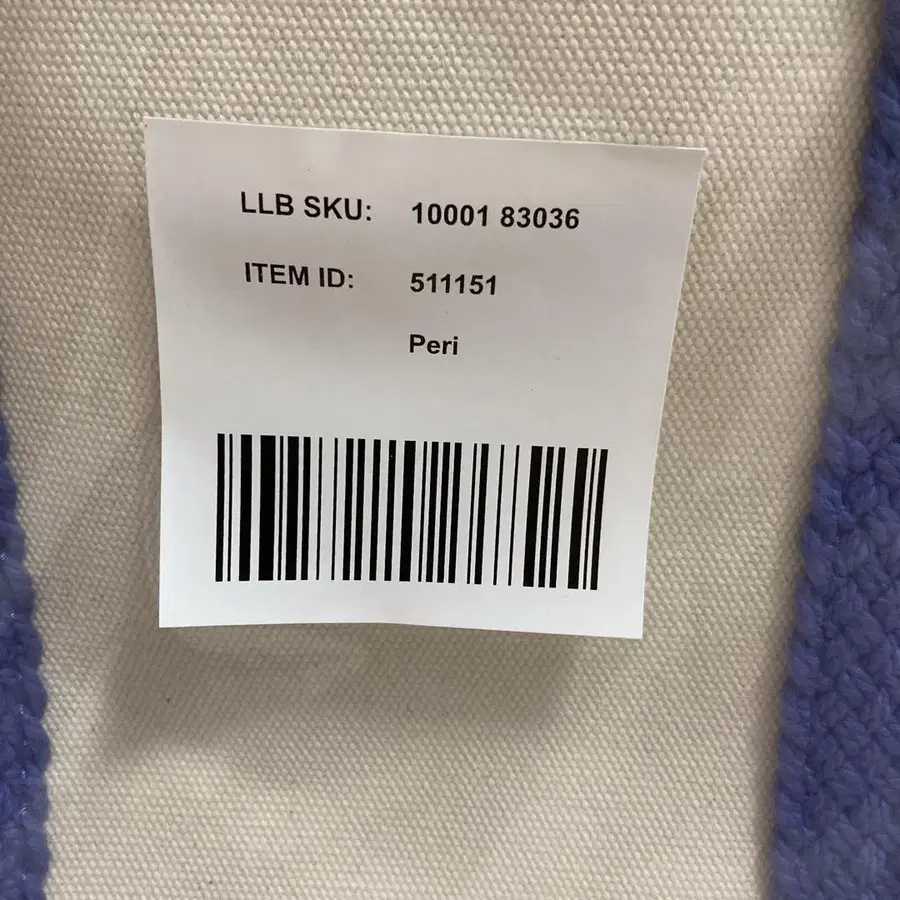 LLB SKU: 10001 83036
ITEM ID: 511151
Peri